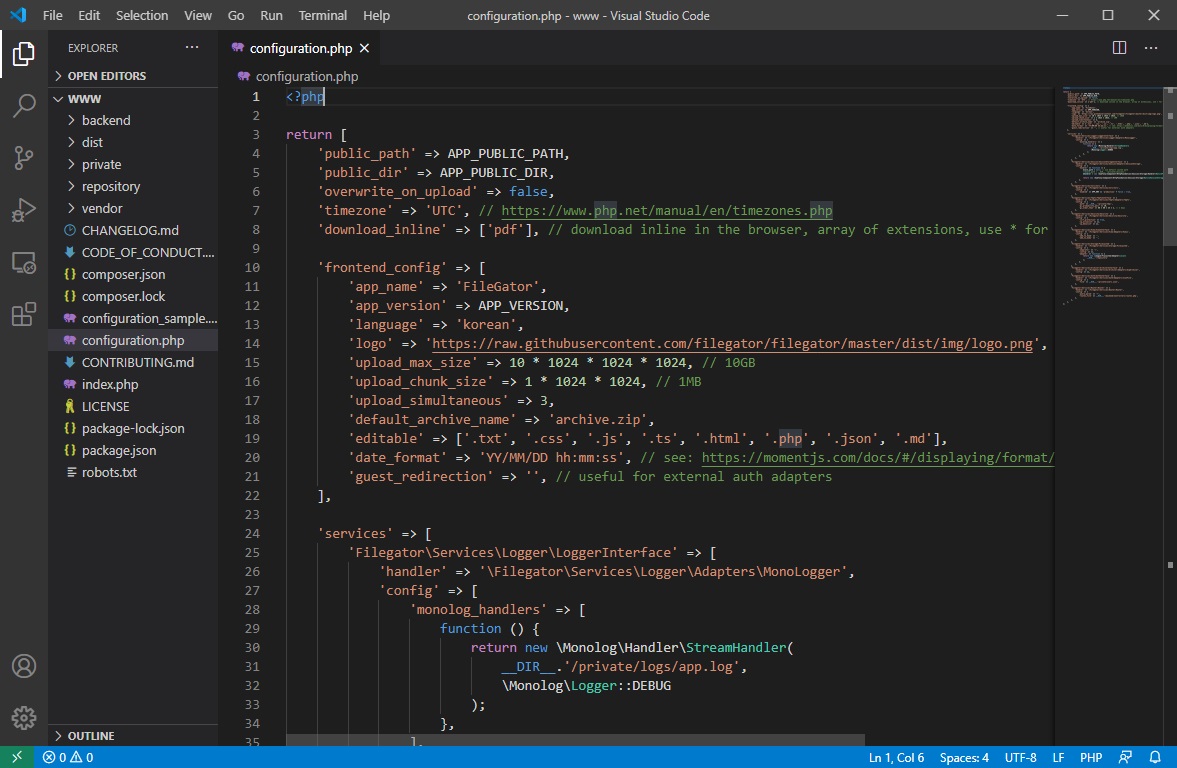 File Edit Selection View Go Run Terminal Help configuration.php - www - Visual Studio Code
EXPLORER
OPEN EDITORS
WWW
backend
dist
private
repository
vendor
CHANGELOG.md
CODE_OF_CONDUCT....
composer.json
composer.lock
configuration_sample....
configuration.php
CONTRIBUTING.md
index.php
LICENSE
package-lock.json
package.json
robots.txt
OUTLINE
configuration.php
configuration.php
1 <?php
2
3 return [
4 'public_path' => APP_PUBLIC_PATH,
5 'public_dir' => APP_PUBLIC_DIR,
6 'overwrite_on_upload' => false,
7 'timezone' => 'UTC', // https://www.php.net/manual/en/timezones.php
8 'download_inline' => ['pdf'], // download inline in the browser, array of extensions, use * for
9
10 'frontend_config' => [
11 'app_name' => 'FileGator',
12 'app_version' => APP_VERSION,
13 'language' => 'korean',
14 'logo' => 'https://raw.githubusercontent.com/filegator/filegator/master/dist/img/logo.png',
15 'upload_max_size' => 10 * 1024 * 1024 * 1024, // 10GB
16 'upload_chunk_size' => 1 * 1024 * 1024, // 1MB
17 'upload_simultaneous' => 3,
18 'default_archive_name' => 'archive.zip',
19 'editable' => ['.txt', '.css', '.js', '.ts', '.html', '.php', '.json', '.md'],
20 'date_format' => 'YY/MM/DD hh:mm:ss', // see: https://momentjs.com/docs/#/displaying/format/
21 'guest_redirection' => '', // useful for external auth adapters
22 ],
23
24 'services' => [
25 'Filegator\Services\Logger\LoggerInterface' => [
26 'handler' => '\Filegator\Services\Logger\Adapters\MonoLogger',
27 'config' => [
28 'monolog_handlers' => [
29 function () {
30 return new \Monolog\Handler\StreamHandler(
31 __DIR__.'/private/logs/app.log',
32 \Monolog\Logger::DEBUG
33 );
34 },
35 ],
0 0 Ln 1, Col 6 Spaces: 4 UTF-8 LF PHP